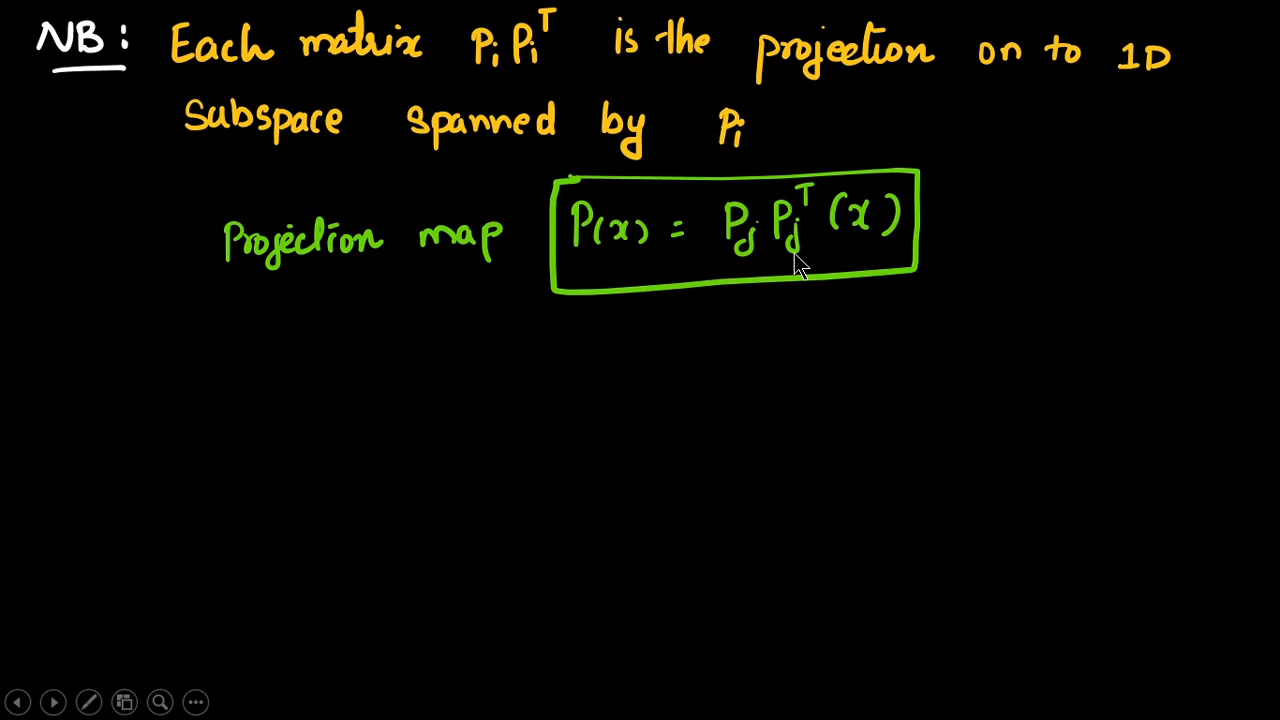 NB: Each matrix PᵢPᵢᵀ is the projection on to 1D
Subspace spanned by Pᵢ
Projection map P(x) = PⱼPⱼᵀ(x)